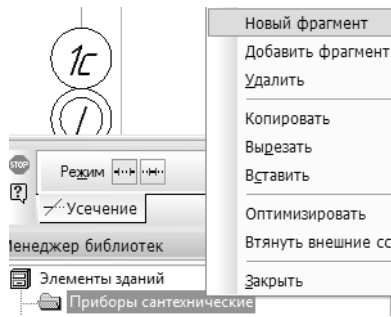 1с
Новый фрагмент
Добавить фрагмент
Удалить
Копировать
Вырезать
Вставить
Оптимизировать
Втянуть внешние сс
Закрыть
STOP
Режим
Усечение
Менеджер библиотек
Элементы зданий
Приборы сантехнические